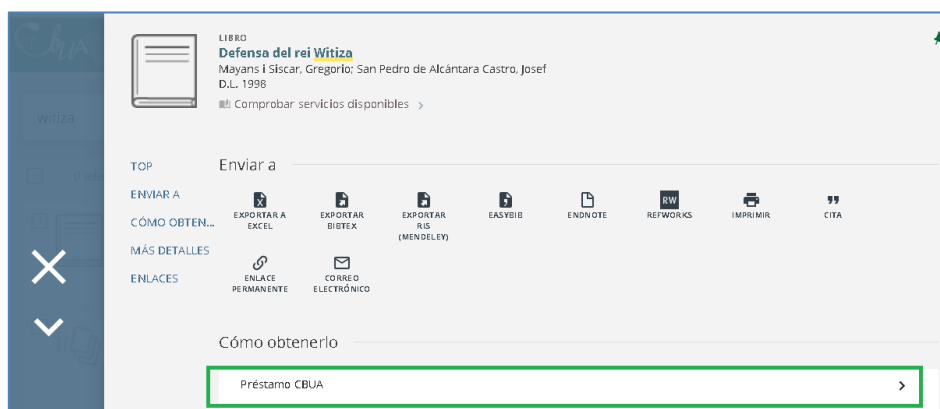 CbuA
witiza
LIBRO
Defensa del rei Witiza
Mayans i Siscar, Gregorio; San Pedro de Alcántara Castro, Josef
D.L. 1998
Comprobar servicios disponibles
TOP
ENVIAR A
CÓMO OBTEN...
MÁS DETALLES
ENLACES
Enviar a
EXPORTAR A
EXCEL
EXPORTAR
BIBTEX
EXPORTAR
RIS
(MENDELEY)
EASYBIB
ENDNOTE
RW
REFWORKS
IMPRIMIR
CITA
ENLACE
PERMANENTE
CORREO
ELECTRÓNICO
Cómo obtenerlo
Préstamo CBUA